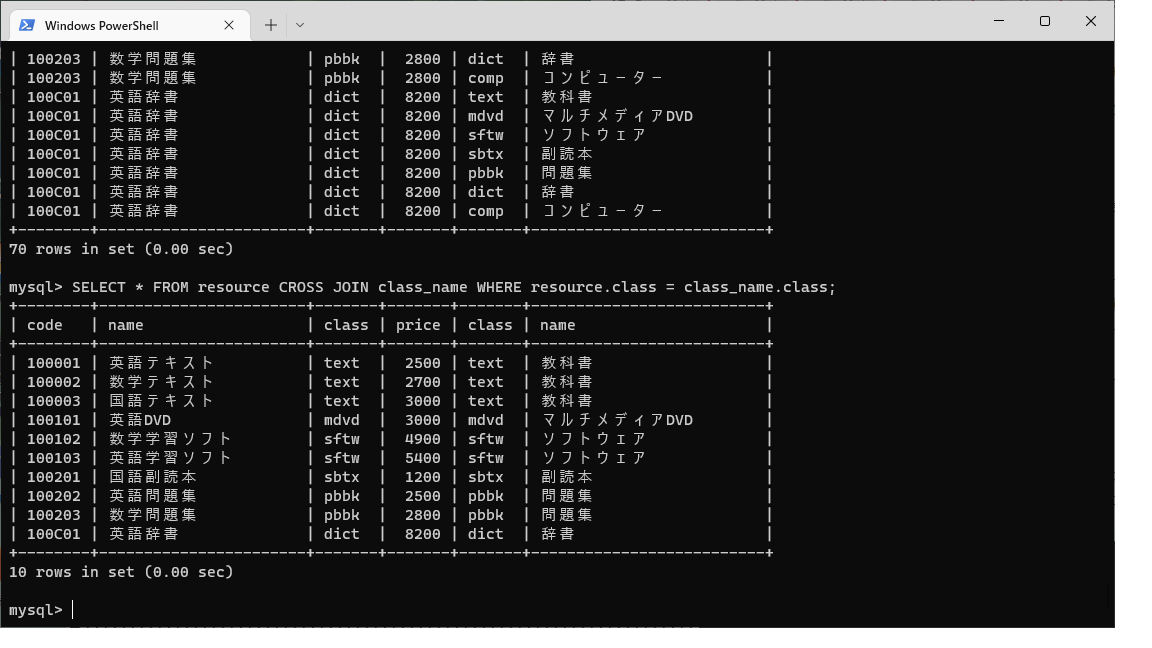 Windows PowerShell
| 100203 | 数学問題集 | pbbk | 2800 | dict | 辞書 |
| 100203 | 数学問題集 | pbbk | 2800 | comp | コンピューター |
| 100C01 | 英語辞書 | dict | 8200 | text | 教科書 |
| 100C01 | 英語辞書 | dict | 8200 | mdvd | マルチメディアDVD |
| 100C01 | 英語辞書 | dict | 8200 | sftw | ソフトウェア |
| 100C01 | 英語辞書 | dict | 8200 | sbtx | 副読本 |
| 100C01 | 英語辞書 | dict | 8200 | pbbk | 問題集 |
| 100C01 | 英語辞書 | dict | 8200 | dict | 辞書 |
| 100C01 | 英語辞書 | dict | 8200 | comp | コンピューター |
+--------+-----------------------+-------+-------+-------+--------------------------+
70 rows in set (0.00 sec)
mysql> SELECT * FROM resource CROSS JOIN class_name WHERE resource.class = class_name.class;
+--------+-----------------------+-------+-------+-------+--------------------------+
| code | name | class | price | class | name |
+--------+-----------------------+-------+-------+-------+--------------------------+
| 100001 | 英語テキスト | text | 2500 | text | 教科書 |
| 100002 | 数学テキスト | text | 2700 | text | 教科書 |
| 100003 | 国語テキスト | text | 3000 | text | 教科書 |
| 100101 | 英語DVD | mdvd | 3000 | mdvd | マルチメディアDVD |
| 100102 | 数学学習ソフト | sftw | 4900 | sftw | ソフトウェア |
| 100103 | 英語学習ソフト | sftw | 5400 | sftw | ソフトウェア |
| 100201 | 国語副読本 | sbtx | 1200 | sbtx | 副読本 |
| 100202 | 英語問題集 | pbbk | 2500 | pbbk | 問題集 |
| 100203 | 数学問題集 | pbbk | 2800 | pbbk | 問題集 |
| 100C01 | 英語辞書 | dict | 8200 | dict | 辞書 |
+--------+-----------------------+-------+-------+-------+--------------------------+
10 rows in set (0.00 sec)
mysql>